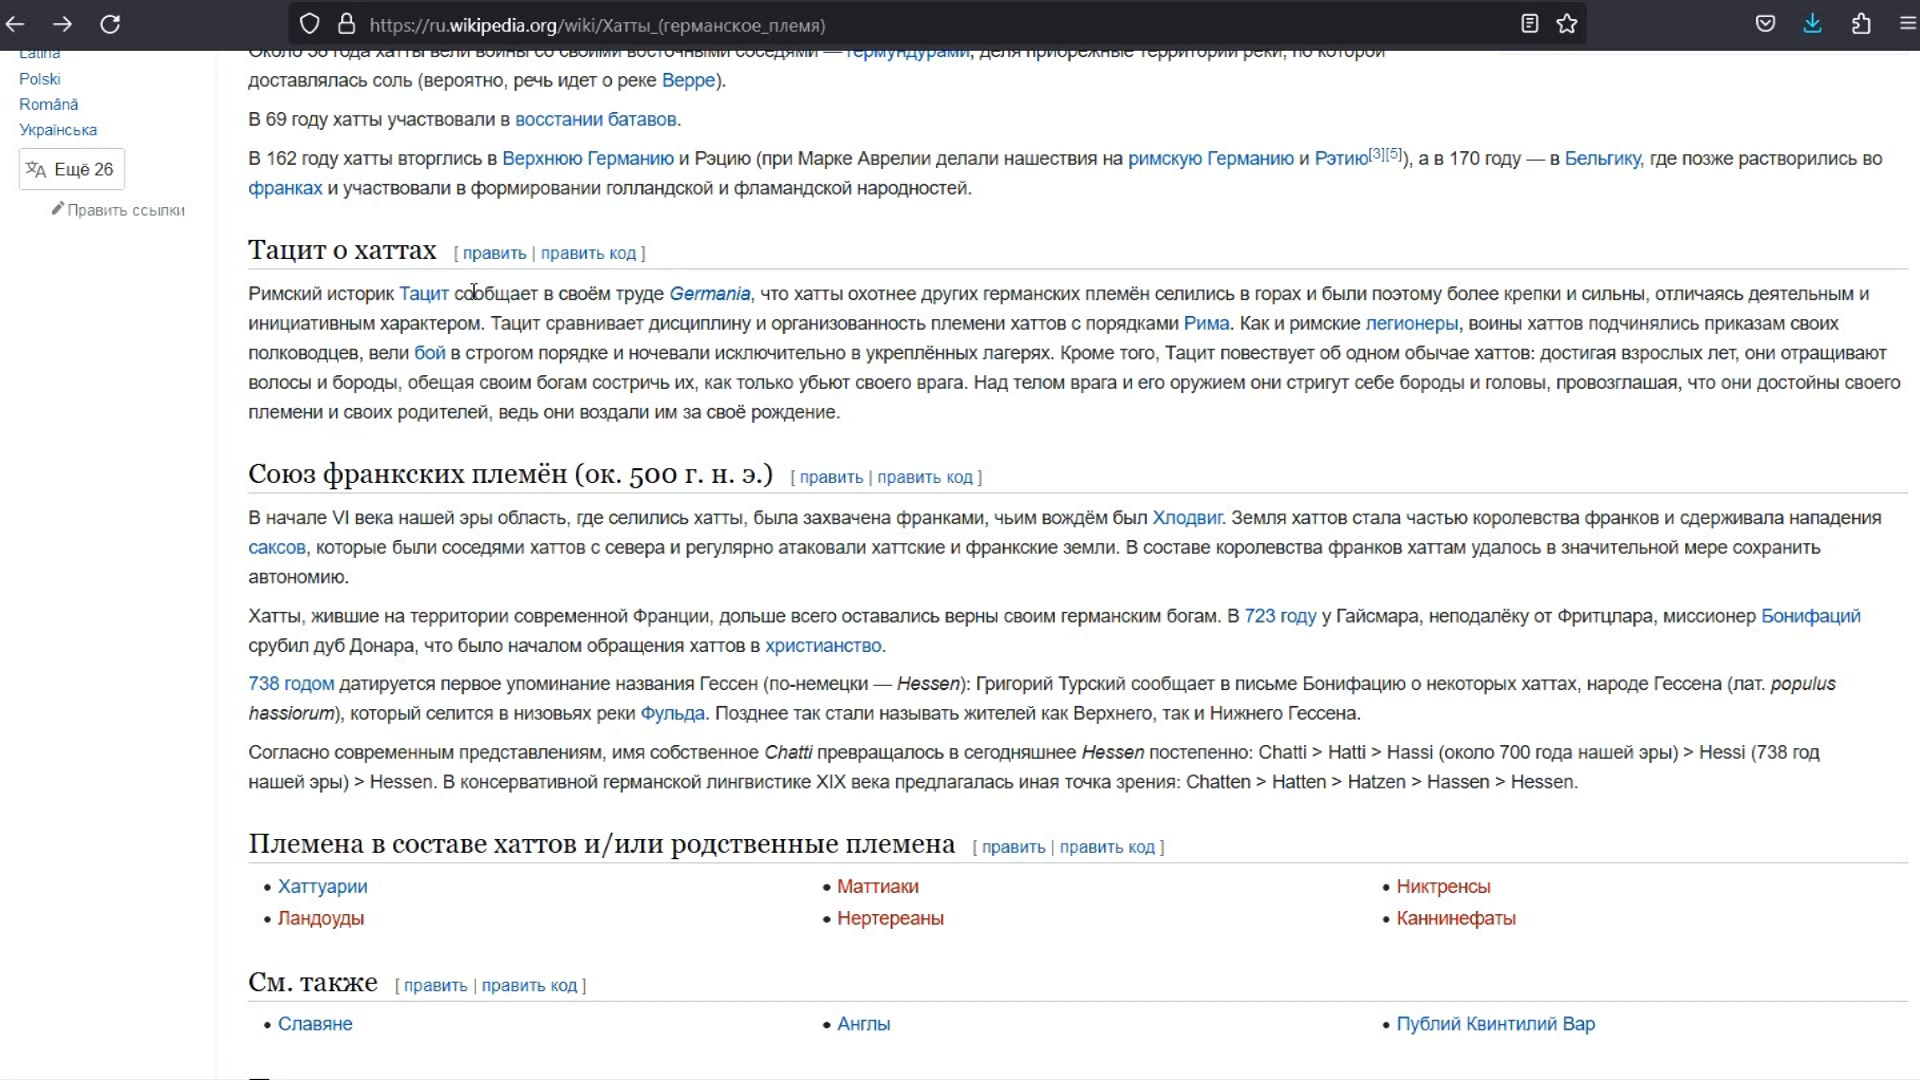 https://ru.wikipedia.org/wiki/Хатты_(германское_племя)
Latina
Polski
Română
Українська
Ещё 26
Править ссылки
Около 58 года хатты вели войны со своими восточными соседями — гермундурами, деля прибрежные территории реки, по которой
доставлялась соль (вероятно, речь идет о реке Верре).
В 69 году хатты участвовали в восстании батавов.
В 162 году хатты вторглись в Верхнюю Германию и Рэцию (при Марке Аврелии делали нашествия на римскую Германию и Рэтию[3][5]), а в 170 году — в Бельгику, где позже растворились во
франках и участвовали в формировании голландской и фламандской народностей.
Тацит о хаттах [ править | править код ]
Римский историк Тацит сообщает в своём труде Germania, что хатты охотнее других германских племён селились в горах и были поэтому более крепки и сильны, отличаясь деятельным и
инициативным характером. Тацит сравнивает дисциплину и организованность племени хаттов с порядками Рима. Как и римские легионеры, воины хаттов подчинялись приказам своих
полководцев, вели бой в строгом порядке и ночевали исключительно в укреплённых лагерях. Кроме того, Тацит повествует об одном обычае хаттов: достигая взрослых лет, они отращивают
волосы и бороды, обещая своим богам состричь их, как только убьют своего врага. Над телом врага и его оружием они стригут себе бороды и головы, провозглашая, что они достойны своего
племени и своих родителей, ведь они воздали им за своё рождение.
Союз франкских племён (ок. 500 г. н. э.) [ править | править код ]
В начале VI века нашей эры область, где селились хатты, была захвачена франками, чьим вождём был Хлодвиг. Земля хаттов стала частью королевства франков и сдерживала нападения
саксов, которые были соседями хаттов с севера и регулярно атаковали хаттские и франкские земли. В составе королевства франков хаттам удалось в значительной мере сохранить
автономию.
Хатты, жившие на территории современной Франции, дольше всего оставались верны своим германским богам. В 723 году у Гайсмара, неподалёку от Фритцлара, миссионер Бонифаций
срубил дуб Донара, что было началом обращения хаттов в христианство.
738 годом датируется первое упоминание названия Гессен (по-немецки — Hessen): Григорий Турский сообщает в письме Бонифацию о некоторых хаттах, народе Гессена (лат. populus
hassiorum), который селится в низовьях реки Фульда. Позднее так стали называть жителей как Верхнего, так и Нижнего Гессена.
Согласно современным представлениям, имя собственное Chatti превращалось в сегодняшнее Hessen постепенно: Chatti > Hatti > Hassi (около 700 года нашей эры) > Hessi (738 год
нашей эры) > Hessen. В консервативной германской лингвистике XIX века предлагалась иная точка зрения: Chatten > Hatten > Hatzen > Hassen > Hessen.
Племена в составе хаттов и/или родственные племена [ править | править код ]
• Хаттуарии • Маттиаки • Никтренсы
• Ландоуды • Нертереаны • Каннинефаты
См. также [ править | править код ]
• Славяне • Англы • Публий Квинтилий Вар